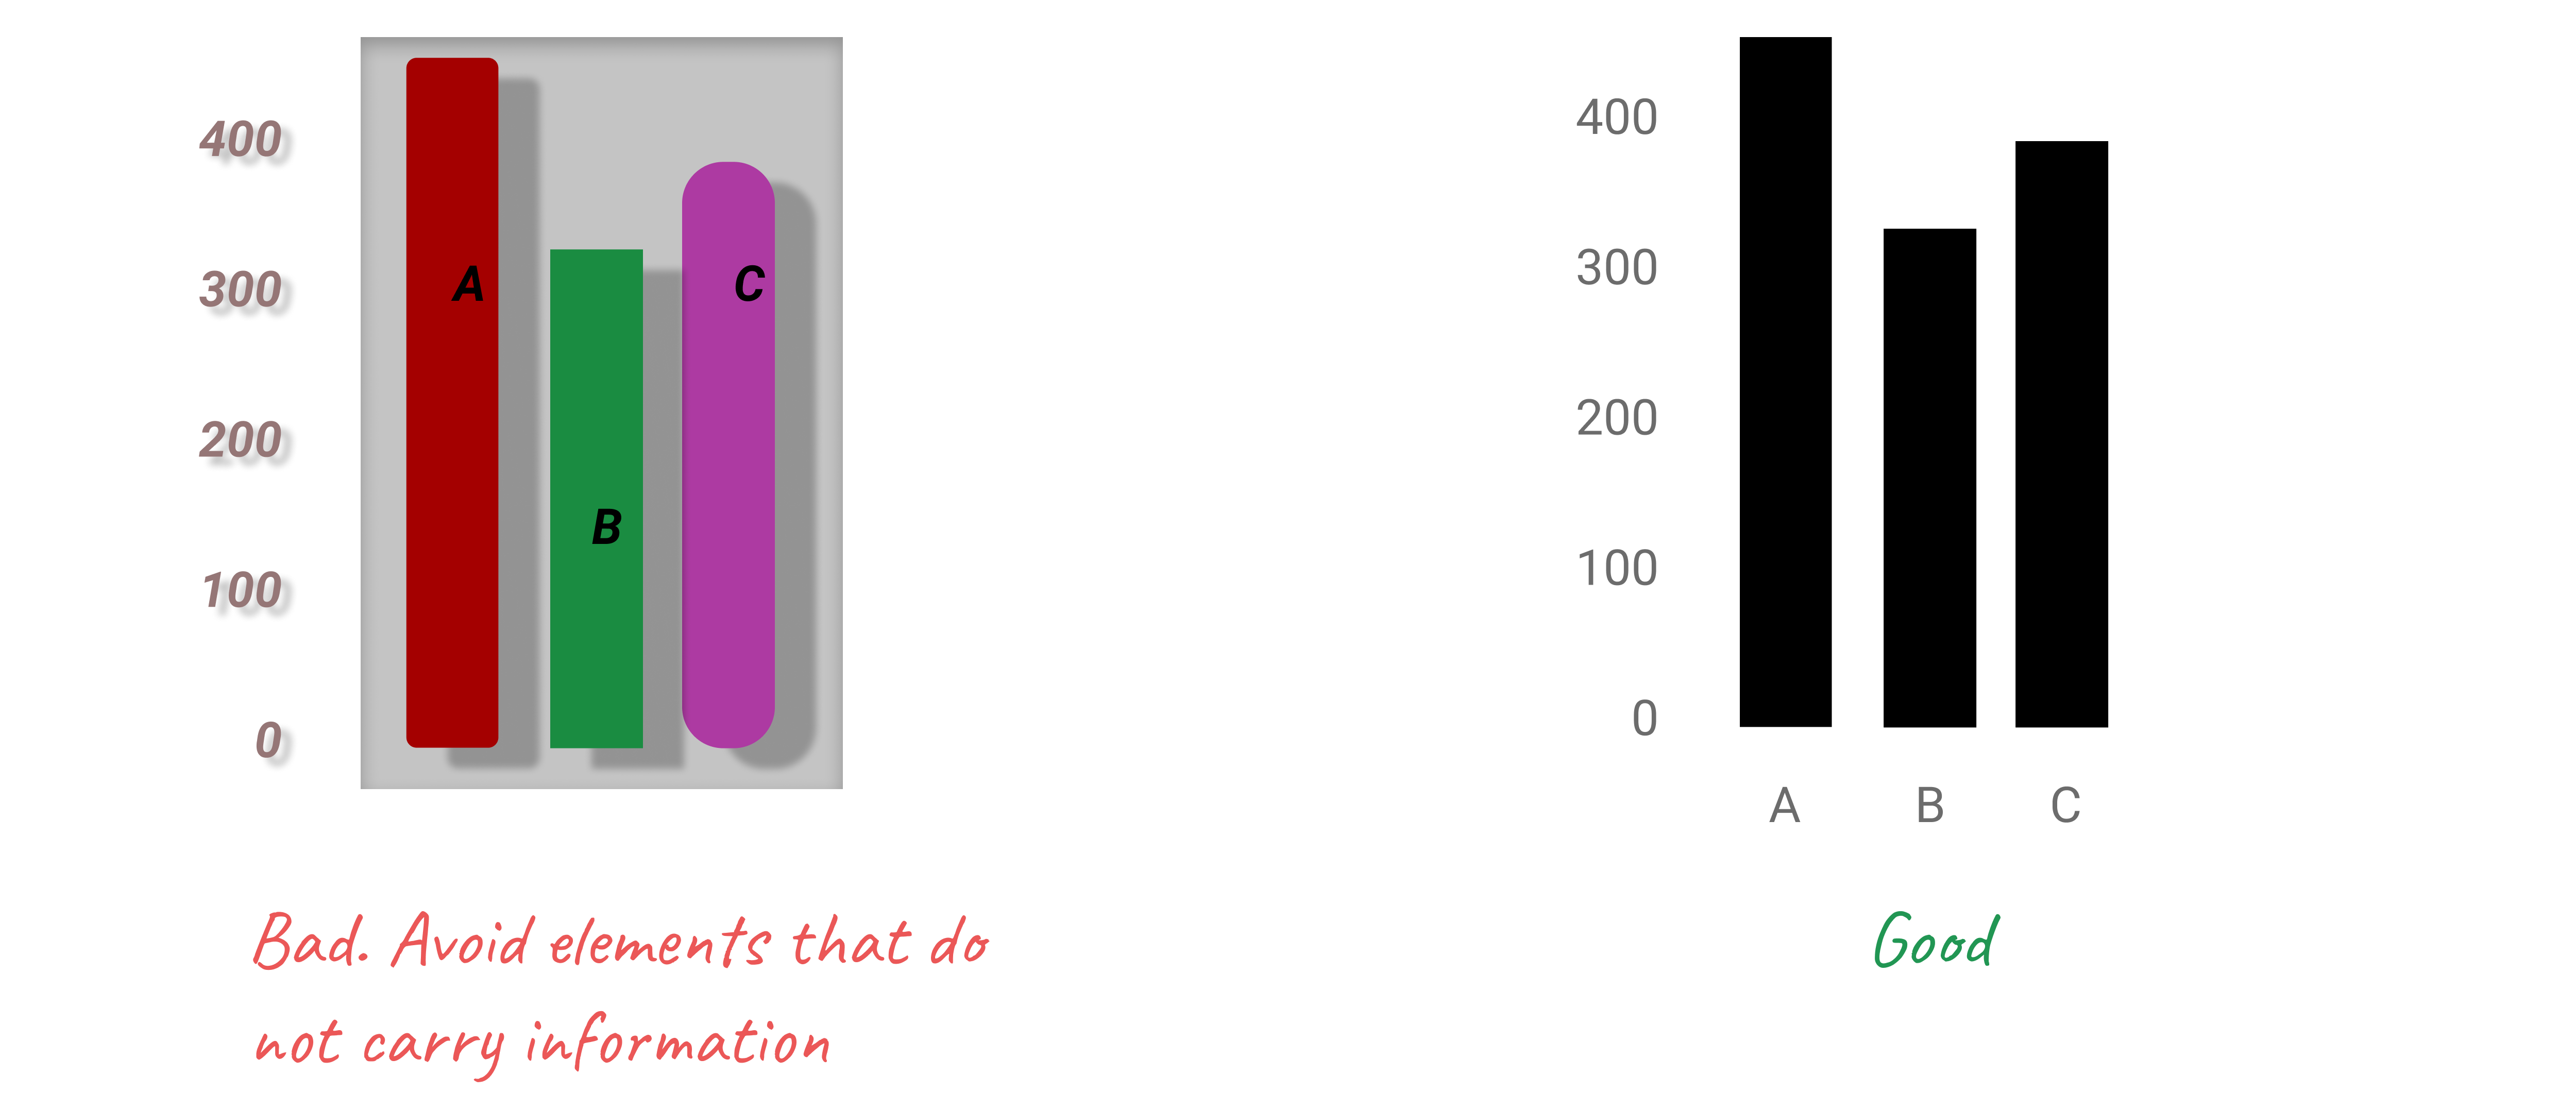 400
300
200
100
0
A
B
C
Bad. Avoid elements that do
not carry information
400
300
200
100
0
A B C
Good